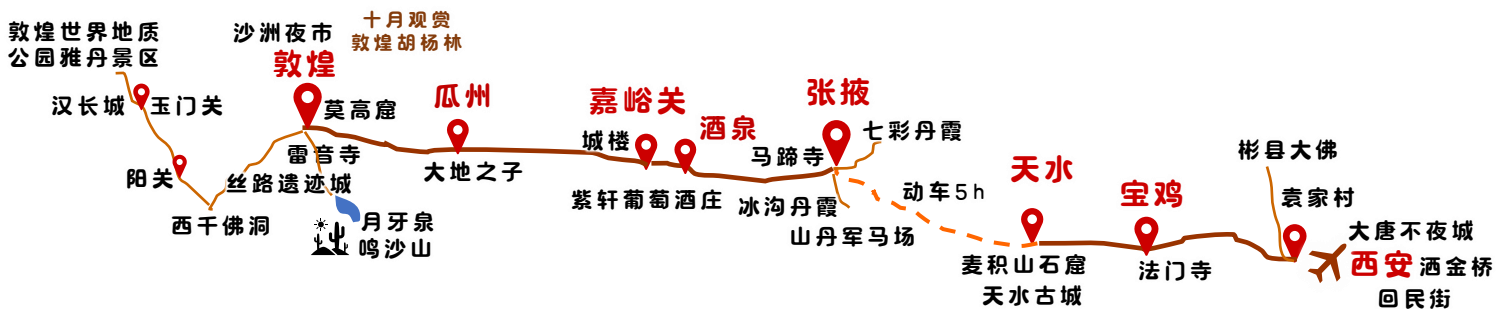 敦煌世界地质
公园雅丹景区
沙洲夜市
十月观赏
敦煌胡杨林
敦煌
汉长城
玉门关
莫高窟
阳关
雷音寺
丝路遗迹城
西千佛洞
月牙泉
鸣沙山
瓜州
大地之子
嘉峪关
城楼
酒泉
紫轩葡萄酒庄
张掖
七彩丹霞
马蹄寺
冰沟丹霞
山丹军马场
动车5h
天水
麦积山石窟
天水古城
宝鸡
法门寺
彬县大佛
袁家村
大唐不夜城
西安
洒金桥
回民街